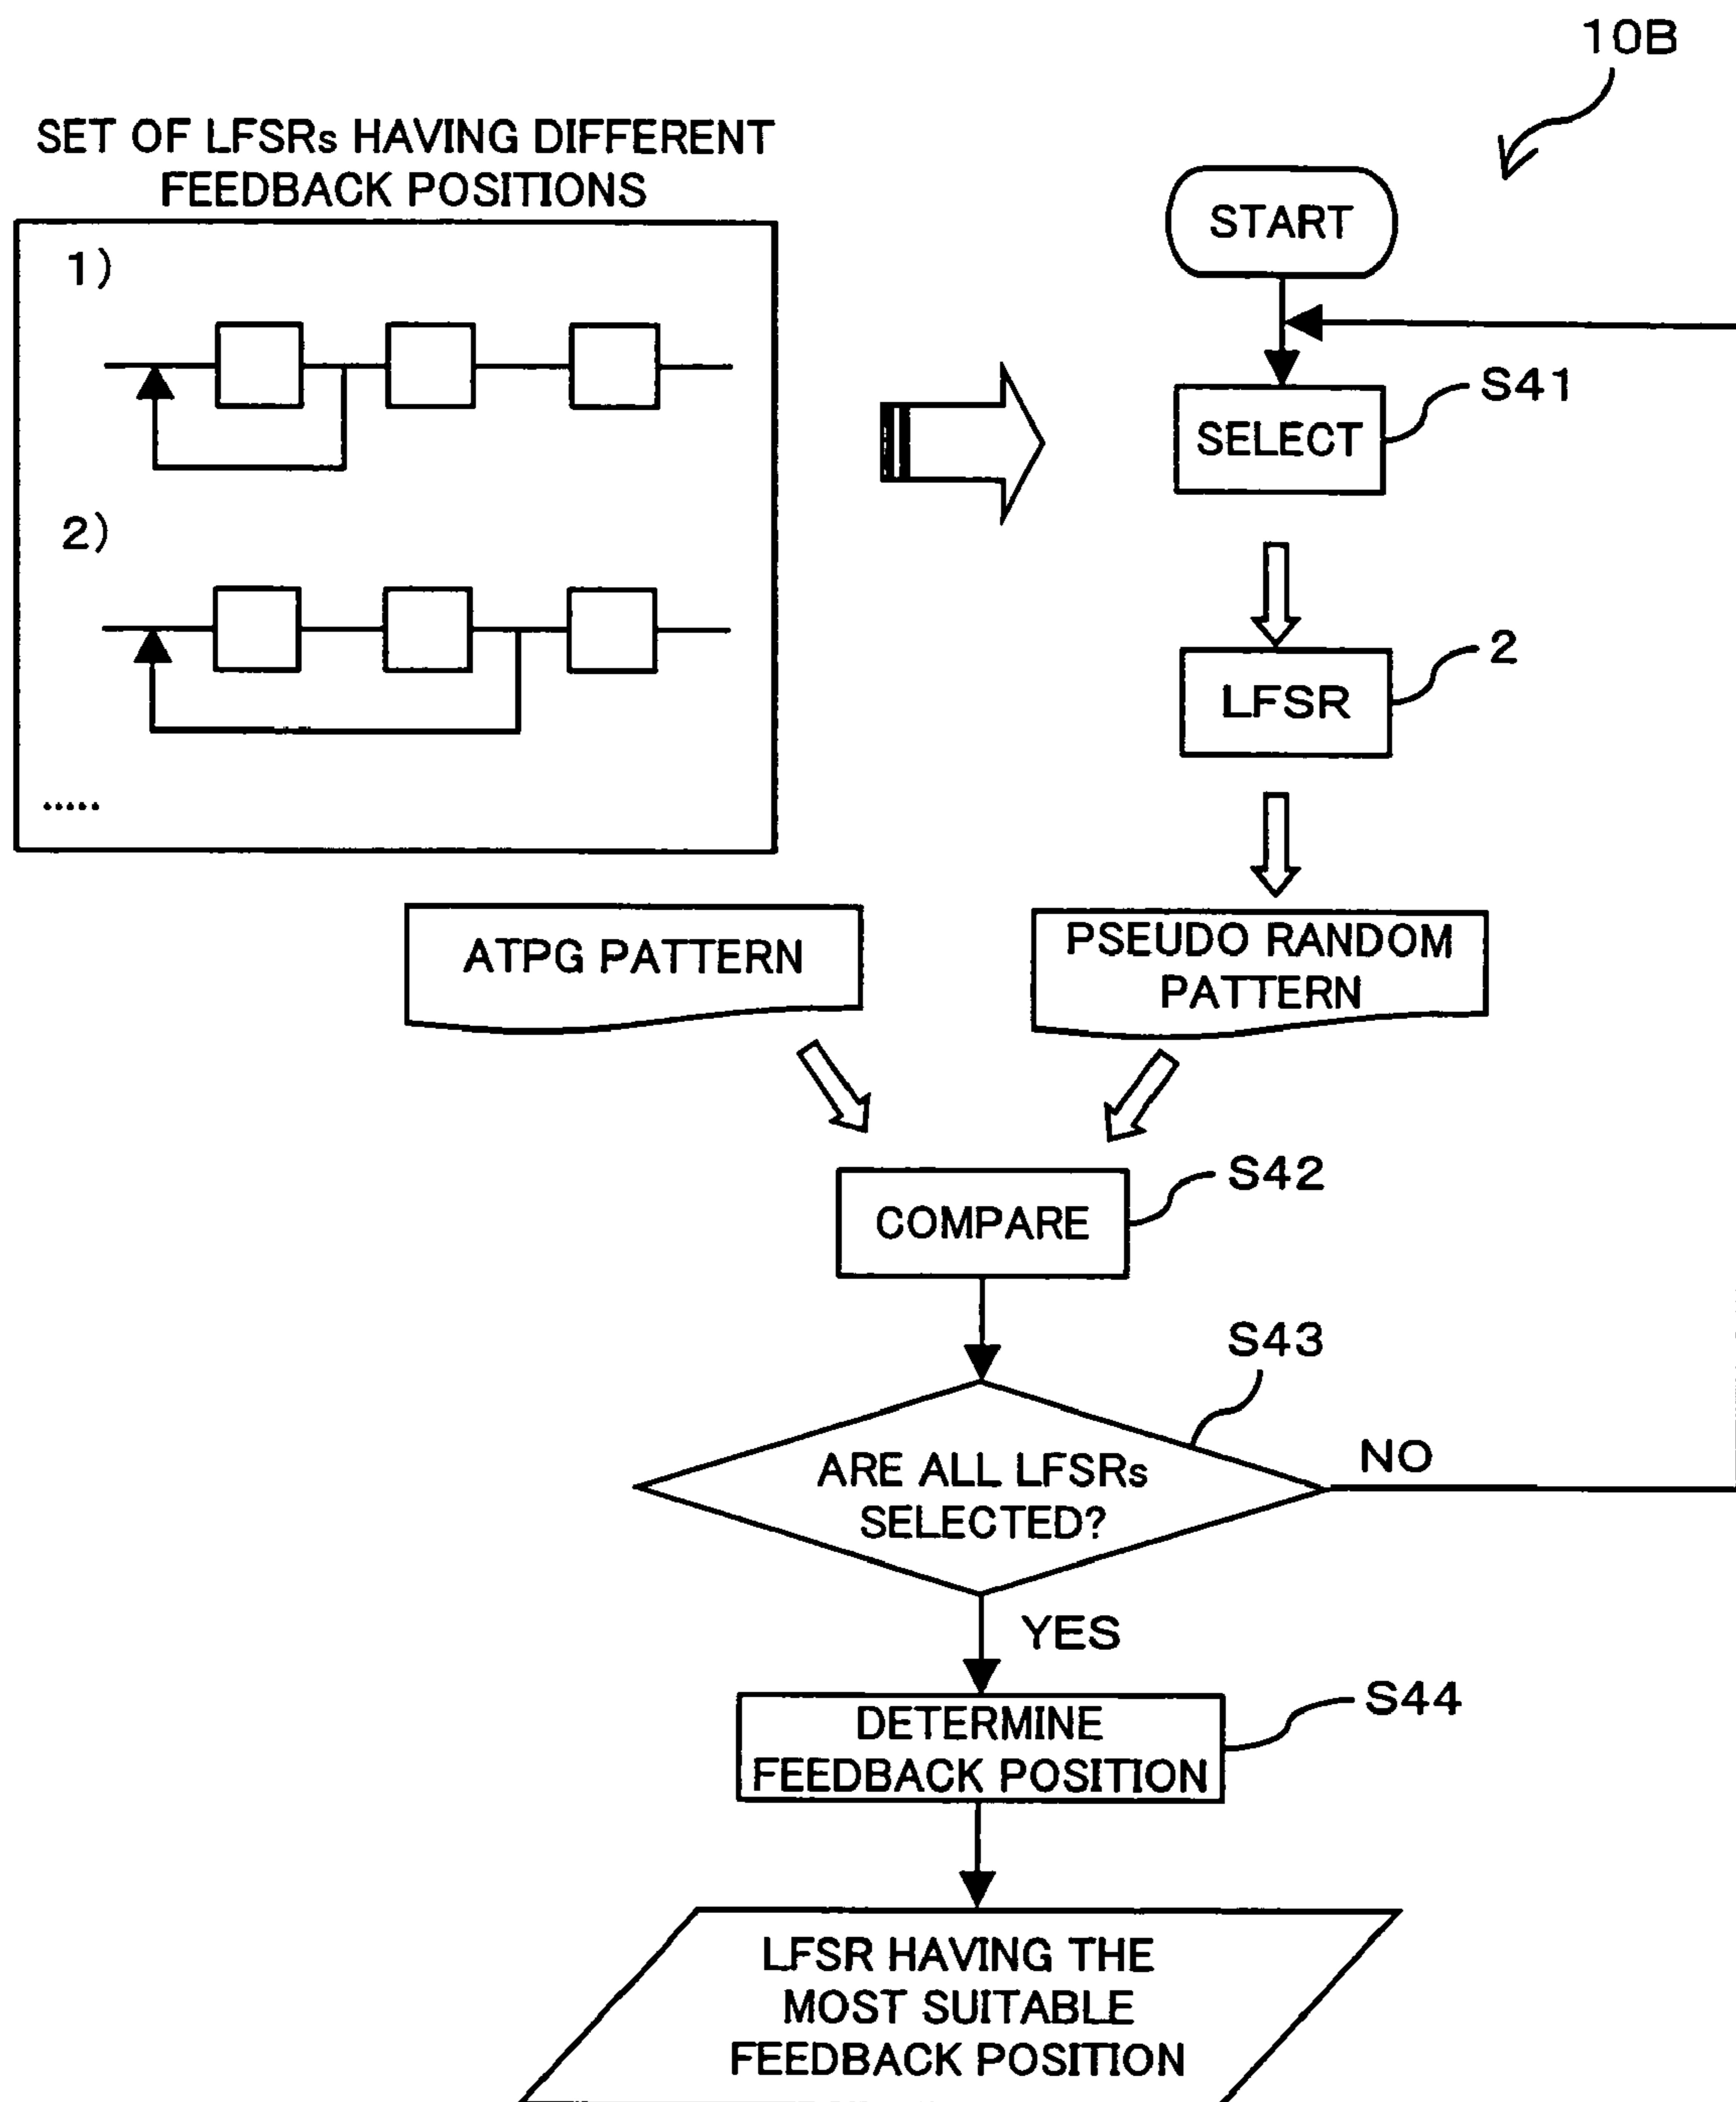 10B
SET OF LFSRs HAVING DIFFERENT
FEEDBACK POSITIONS
1)
2)
.....
START
SELECT
S41
LFSR
2
ATPG PATTERN
PSEUDO RANDOM
PATTERN
COMPARE
S42
S43
ARE ALL LFSRs
SELECTED?
NO
YES
DETERMINE
FEEDBACK POSITION
S44
LFSR HAVING THE
MOST SUITABLE
FEEDBACK POSITION